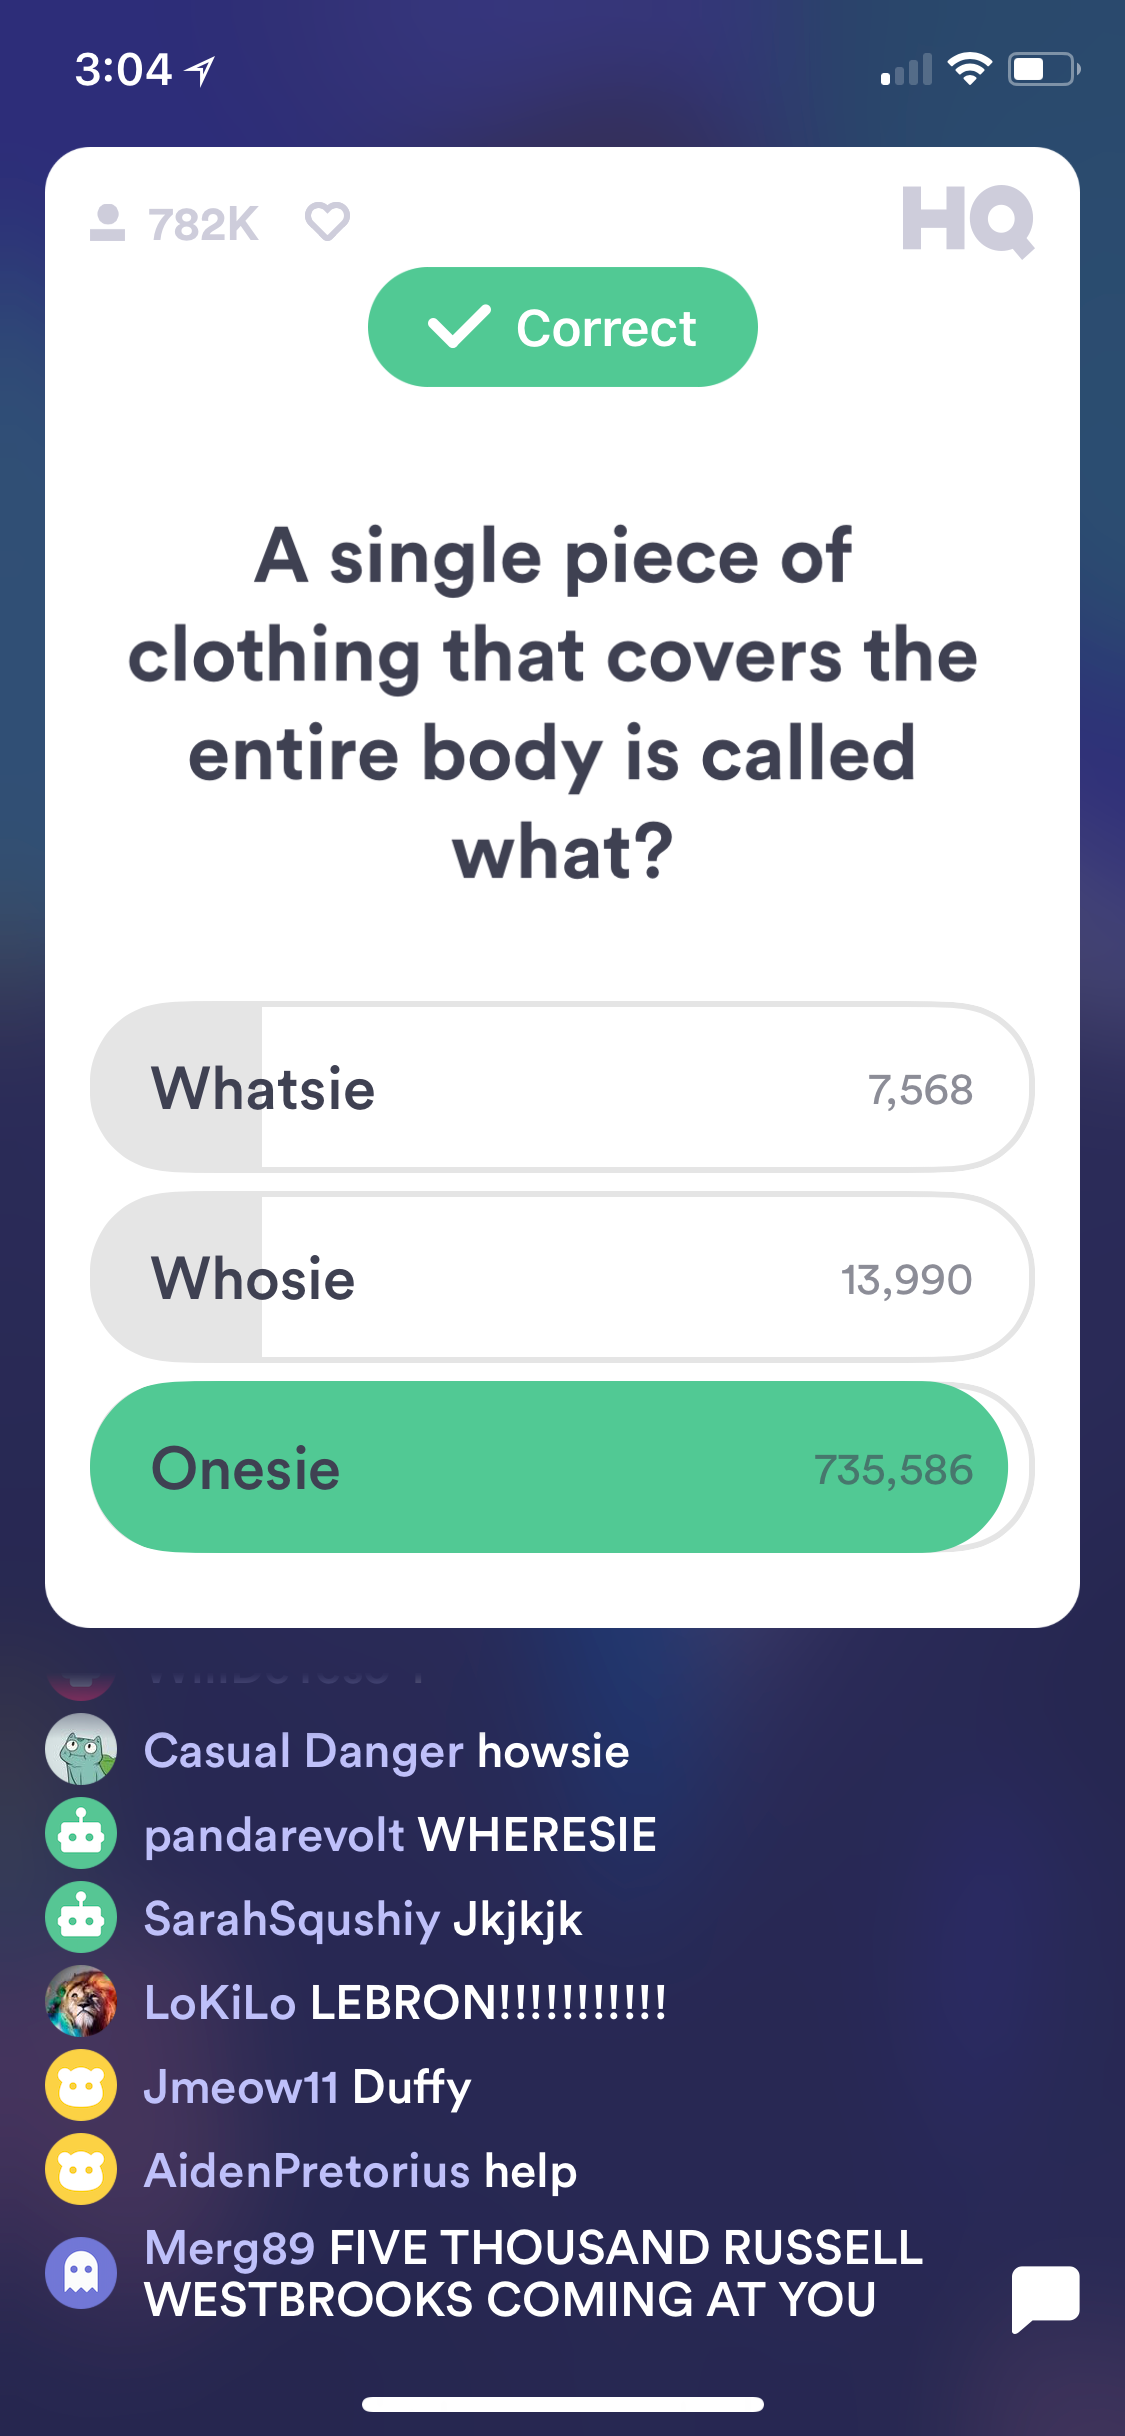 3:04
782K
HQ
Correct
A single piece of
clothing that covers the
entire body is called
what?
Whatsie 7,568
Whosie 13,990
Onesie 735,586
Casual Danger howsie
pandarevolt WHERESIE
SarahSqushiy Jkjkjk
LoKiLo LEBRON!!!!!!!!!!!
Jmeow11 Duffy
AidenPretorius help
Merg89 FIVE THOUSAND RUSSELL
WESTBROOKS COMING AT YOU